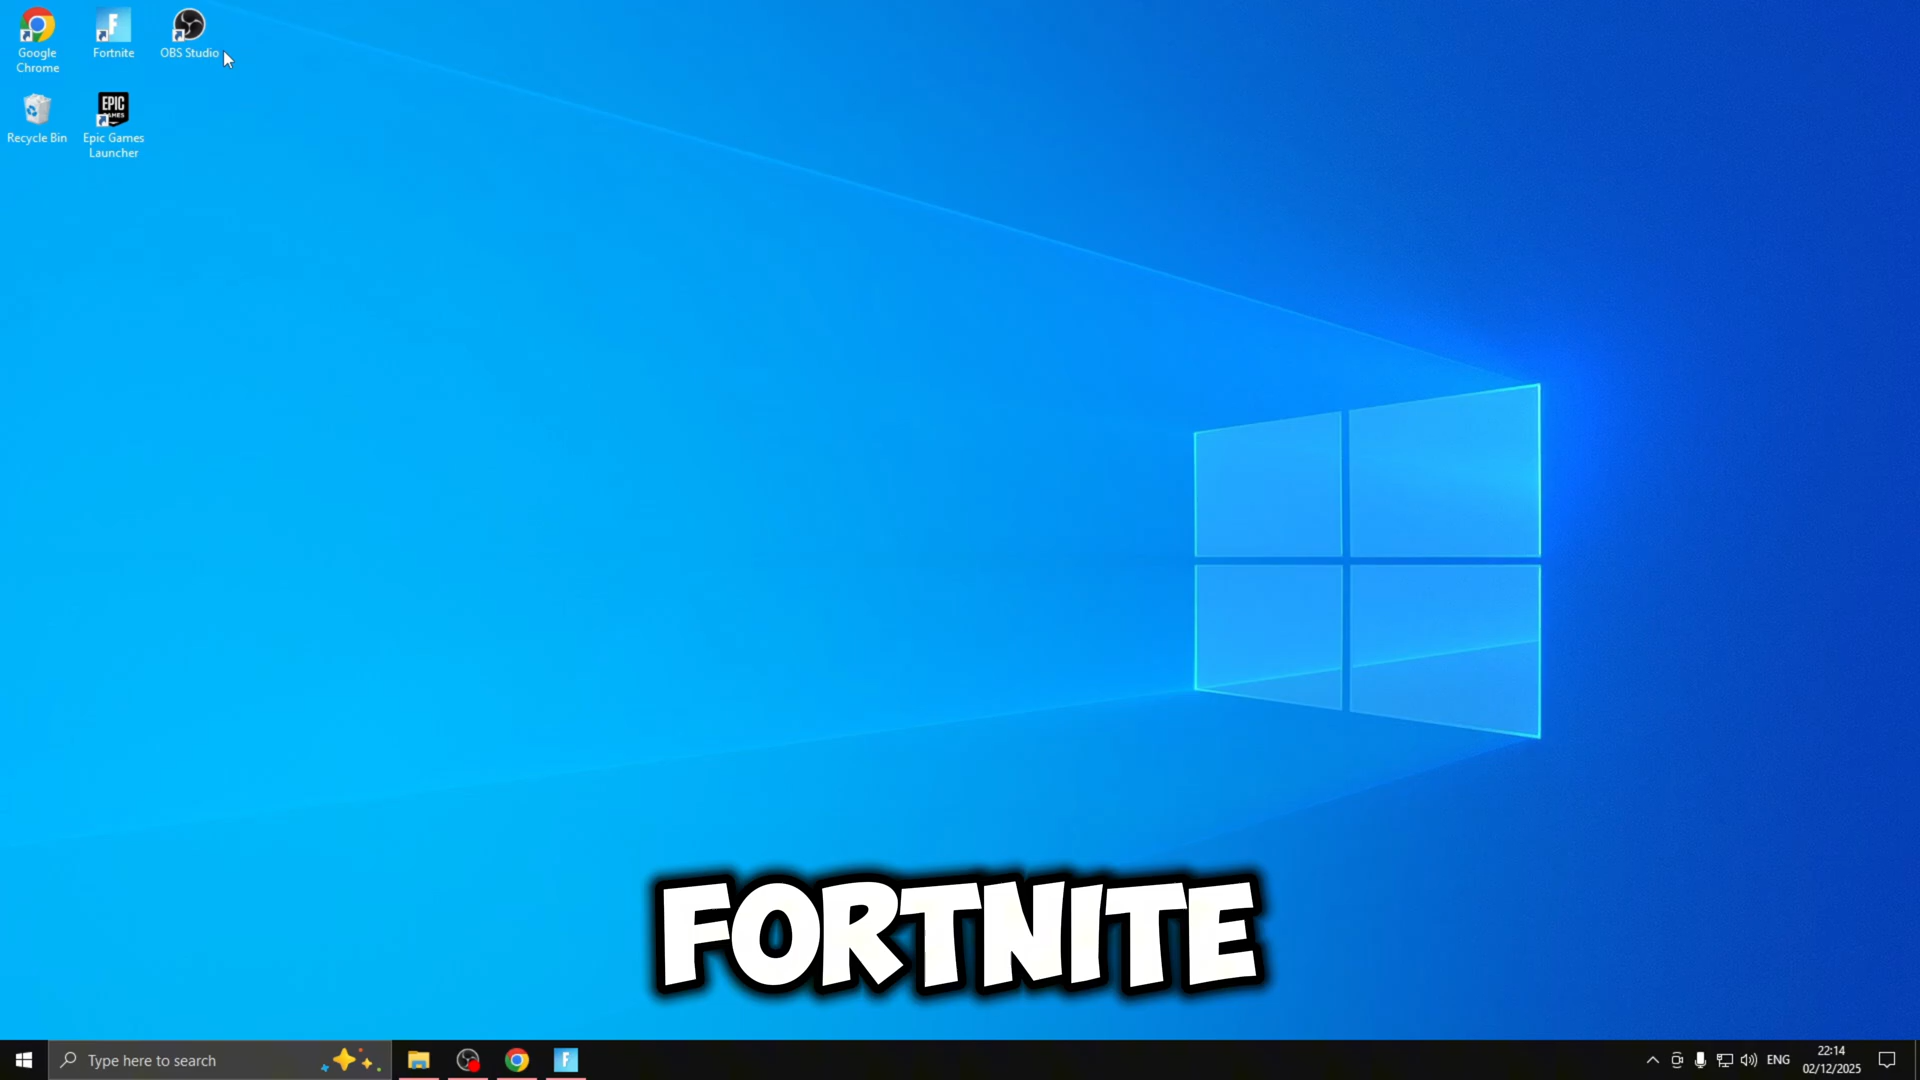 Google
Chrome
Fortnite
OBS Studio
Recycle Bin
EPIC
GAMES
Epic Games
Launcher
FORTNITE
Type here to search
ENG
22:14
02/12/2025